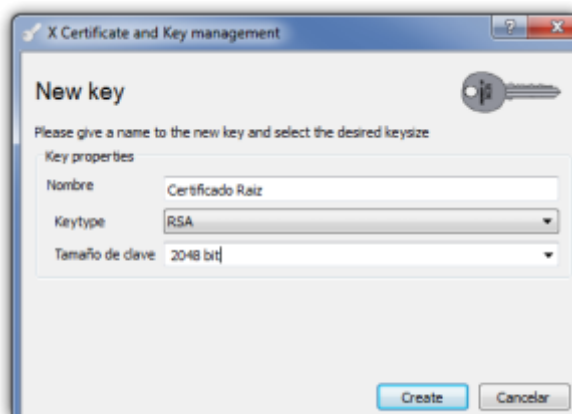 X Certificate and Key management
New key
Please give a name to the new key and select the desired keysize
Key properties
Nombre Certificado Raiz
Keytype RSA
Tamaño de clave 2048 bit
Create Cancelar